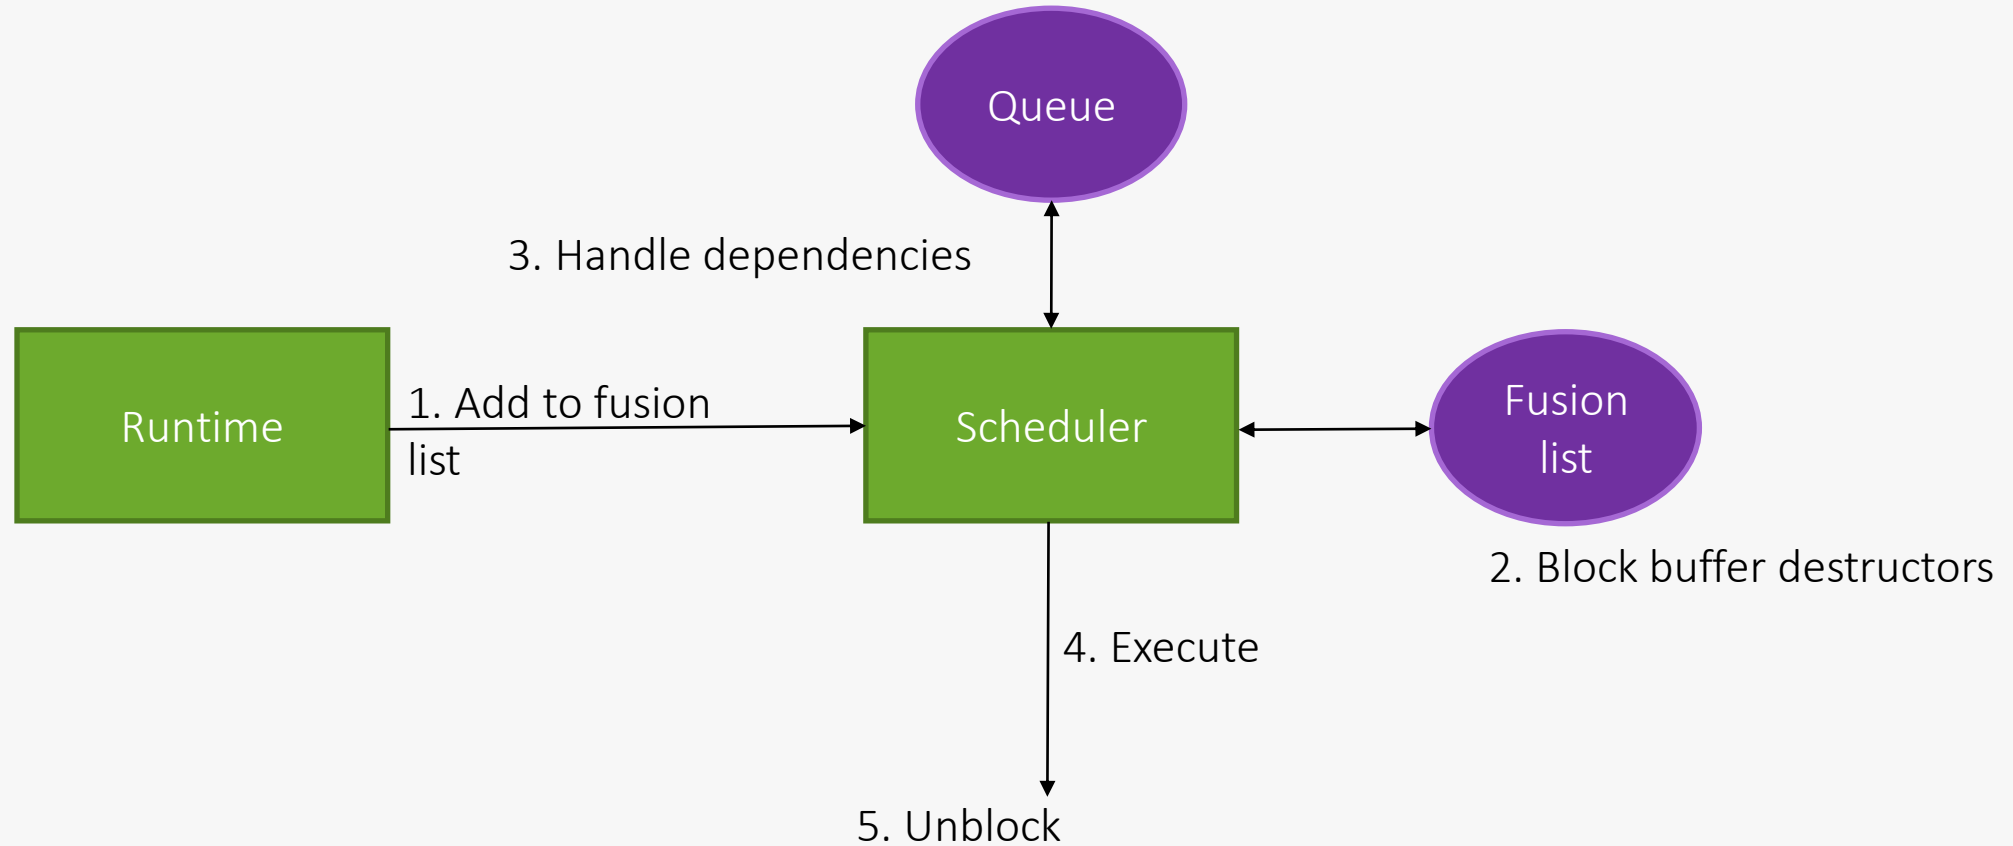 Queue
3. Handle dependencies
Runtime
1. Add to fusion
list
Scheduler
Fusion
list
2. Block buffer destructors
4. Execute
5. Unblock